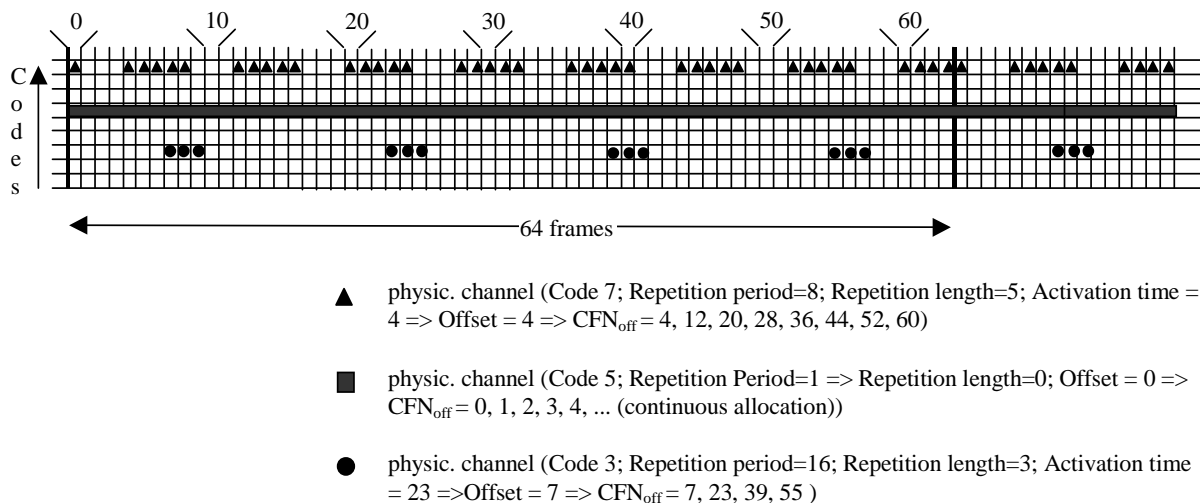 0 10 20 30 40 50 60
C
o
d
e
s
64 frames
physic. channel (Code 7; Repetition period=8; Repetition length=5; Activation time =
4 => Offset = 4 => CFNoff = 4, 12, 20, 28, 36, 44, 52, 60)
physic. channel (Code 5; Repetition Period=1 => Repetition length=0; Offset = 0 =>
CFNoff = 0, 1, 2, 3, 4, ... (continuous allocation))
physic. channel (Code 3; Repetition period=16; Repetition length=3; Activation time
= 23 =>Offset = 7 => CFNoff = 7, 23, 39, 55 )